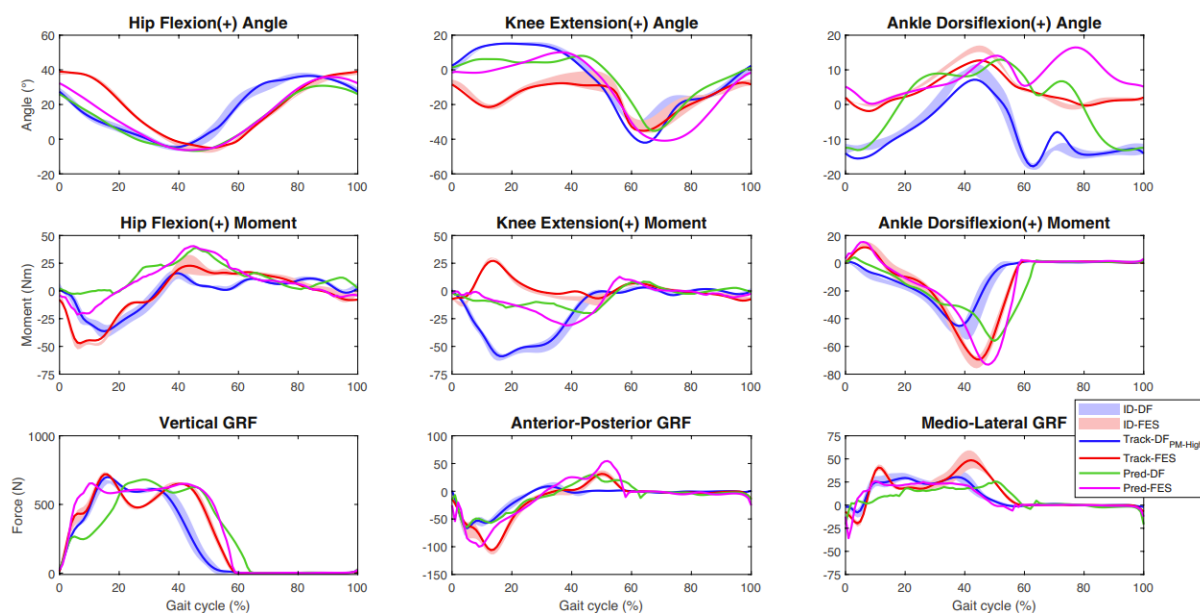 Hip Flexion(+) Angle
Knee Extension(+) Angle
Ankle Dorsiflexion(+) Angle
Angle (°)
60
40
20
0
-20
0 20 40 60 80 100
20
0
-20
-40
-60
0 20 40 60 80 100
40
20
0
-20
0 20 40 60 80 100
Hip Flexion(+) Moment
Knee Extension(+) Moment
Ankle Dorsiflexion(+) Moment
Moment (Nm)
50
25
0
-25
-50
-75
0 20 40 60 80 100
50
25
0
-25
-50
-75
0 20 40 60 80 100
20
0
-20
-40
-60
-80
0 20 40 60 80 100
Vertical GRF
Anterior-Posterior GRF
Medio-Lateral GRF
Force (N)
1000
500
0
0 20 40 60 80 100
Gait cycle (%)
100
50
0
-50
-100
-150
0 20 40 60 80 100
Gait cycle (%)
75
50
25
0
-25
-50
-75
0 20 40 60 80 100
Gait cycle (%)
ID-DF
ID-FES
Track-DF PM-High
Track-FES
Pred-DF
Pred-FES